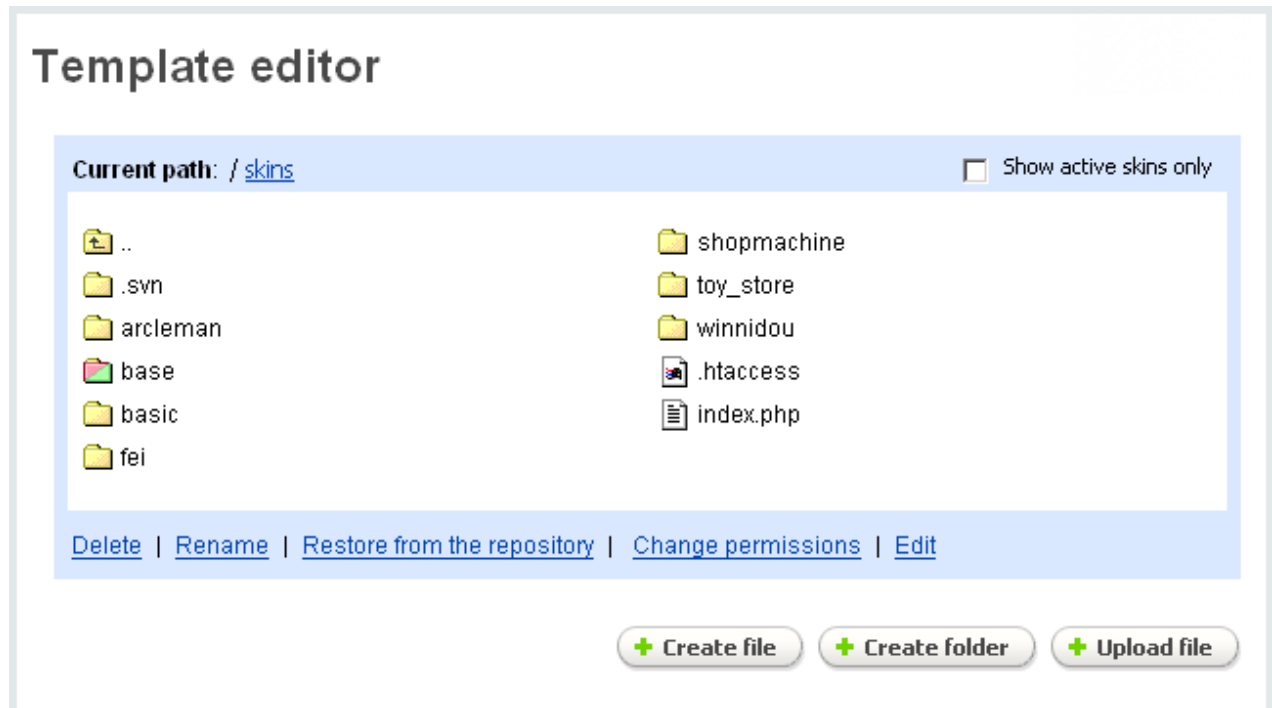 Template editor
Current path: / skins
Show active skins only
..
.svn
arcleman
base
basic
fei
shopmachine
toy_store
winnidou
.htaccess
index.php
Delete | Rename | Restore from the repository | Change permissions | Edit
Create file
Create folder
Upload file